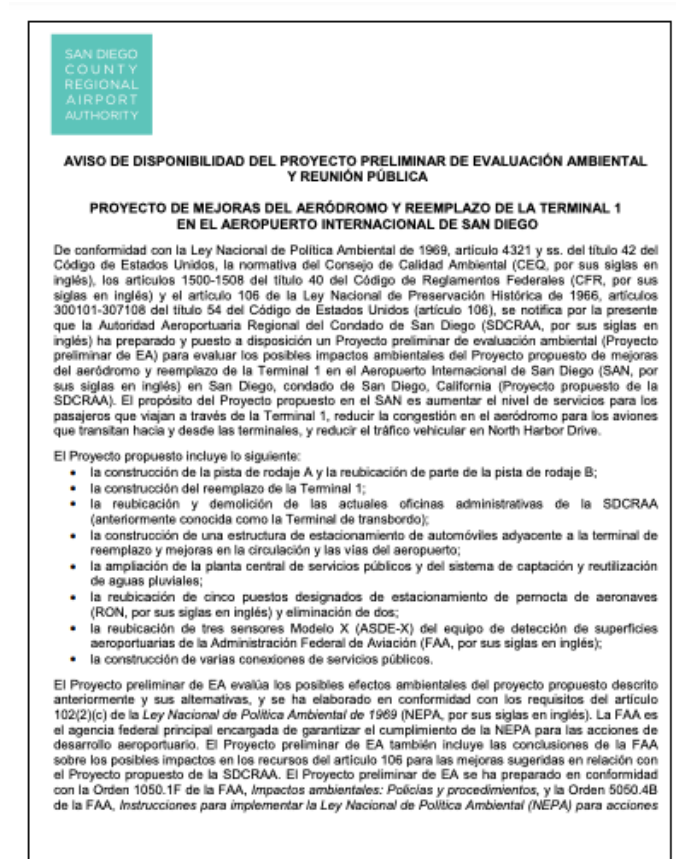 SAN DIEGO
COUNTY
REGIONAL
AIRPORT
AUTHORITY
AVISO DE DISPONIBILIDAD DEL PROYECTO PRELIMINAR DE EVALUACIÓN AMBIENTAL
Y REUNIÓN PÚBLICA
PROYECTO DE MEJORAS DEL AERÓDROMO Y REEMPLAZO DE LA TERMINAL 1
EN EL AEROPUERTO INTERNACIONAL DE SAN DIEGO
De conformidad con la Ley Nacional de Política Ambiental de 1969, artículo 4321 y ss. del título 42 del
Código de Estados Unidos, la normativa del Consejo de Calidad Ambiental (CEQ, por sus siglas en
inglés), los artículos 1500-1508 del título 40 del Código de Reglamentos Federales (CFR, por sus
siglas en inglés) y el artículo 106 de la Ley Nacional de Preservación Histórica de 1966, artículos
300101-307108 del título 54 del Código de Estados Unidos (artículo 106), se notifica por la presente
que la Autoridad Aeroportuaria Regional del Condado de San Diego (SDCRAA, por sus siglas en
inglés) ha preparado y puesto a disposición un Proyecto preliminar de evaluación ambiental (Proyecto
preliminar de EA) para evaluar los posibles impactos ambientales del Proyecto propuesto de mejoras
del aeródromo y reemplazo de la Terminal 1 en el Aeropuerto Internacional de San Diego (SAN, por
sus siglas en inglés) en San Diego, condado de San Diego, California (Proyecto propuesto de la
SDCRAA). El propósito del Proyecto propuesto en el SAN es aumentar el nivel de servicios para los
pasajeros que viajan a través de la Terminal 1, reducir la congestión en el aeródromo para los aviones
que transitan hacia y desde las terminales, y reducir el tráfico vehicular en North Harbor Drive.
El Proyecto propuesto incluye lo siguiente:
• la construcción de la pista de rodaje A y la reubicación de parte de la pista de rodaje B;
• la construcción del reemplazo de la Terminal 1;
• la reubicación y demolición de las actuales oficinas administrativas de la SDCRAA
(anteriormente conocida como la Terminal de transbordo);
• la construcción de una estructura de estacionamiento de automóviles adyacente a la terminal de
reemplazo y mejoras en la circulación y las vías del aeropuerto;
• la ampliación de la planta central de servicios públicos y del sistema de captación y reutilización
de aguas pluviales;
• la reubicación de cinco puestos designados de estacionamiento de pernocta de aeronaves
(RON, por sus siglas en inglés) y eliminación de dos;
• la reubicación de tres sensores Modelo X (ASDE-X) del equipo de detección de superficies
aeroportuarias de la Administración Federal de Aviación (FAA, por sus siglas en inglés);
• la construcción de varias conexiones de servicios públicos.
El Proyecto preliminar de EA evalúa los posibles efectos ambientales del proyecto propuesto descrito
anteriormente y sus alternativas, y se ha elaborado en conformidad con los requisitos del artículo
102(2)(c) de la Ley Nacional de Política Ambiental de 1969 (NEPA, por sus siglas en inglés). La FAA es
el agencia federal principal encargada de garantizar el cumplimiento de la NEPA para las acciones de
desarrollo aeroportuario. El Proyecto preliminar de EA también incluye las conclusiones de la FAA
sobre los posibles impactos en los recursos del artículo 106 para las mejoras sugeridas en relación con
el Proyecto propuesto de la SDCRAA. El Proyecto preliminar de EA se ha preparado en conformidad
con la Orden 1050.1F de la FAA, Impactos ambientales: Policías y procedimientos, y la Orden 5050.4B
de la FAA, Instrucciones para implementar la Ley Nacional de Política Ambiental (NEPA) para acciones